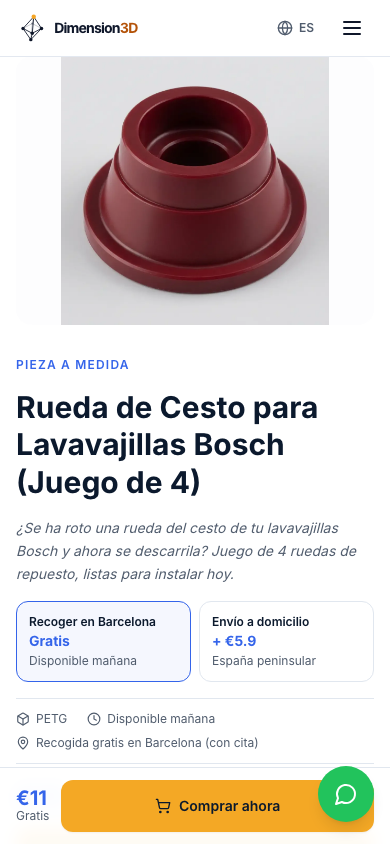 Dimension3D
ES
PIEZA A MEDIDA
Rueda de Cesto para
Lavavajillas Bosch
(Juego de 4)
¿Se ha roto una rueda del cesto de tu lavavajillas
Bosch y ahora se descarrila? Juego de 4 ruedas de
repuesto, listas para instalar hoy.
Recoger en Barcelona
Gratis
Disponible mañana
Envío a domicilio
+ €5.9
España peninsular
PETG
Disponible mañana
Recogida gratis en Barcelona (con cita)
€11
Gratis
Comprar ahora